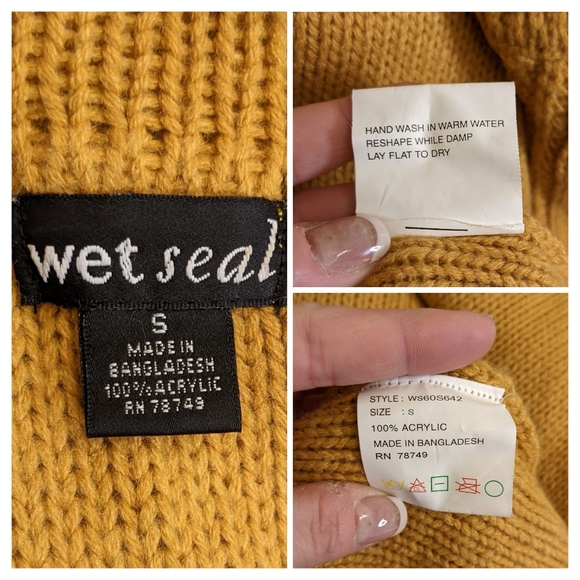 wet seal
S
MADE IN
BANGLADESH
100% ACRYLIC
RN 78749
HAND WASH IN WARM WATER
RESHAPE WHILE DAMP
LAY FLAT TO DRY
STYLE : WS60S642
SIZE : S
100% ACRYLIC
MADE IN BANGLADESH
RN 78749